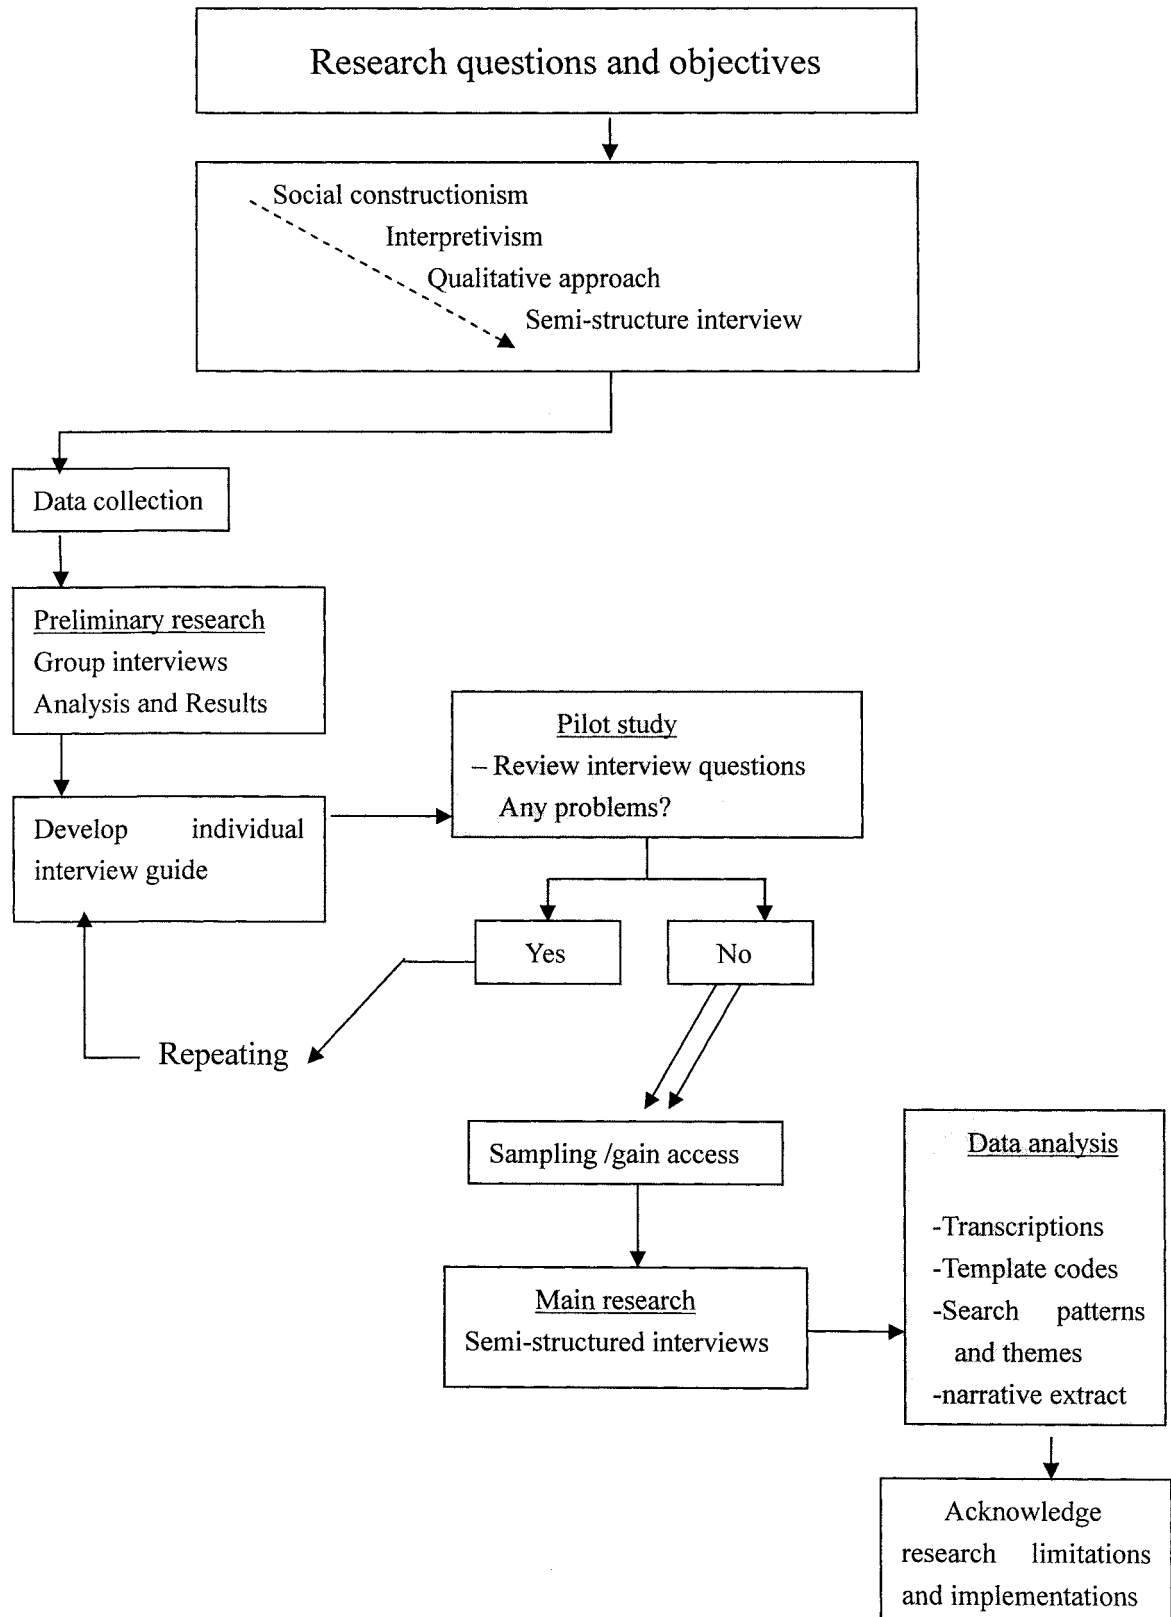 Research questions and objectives
Social constructionism
Interpretivism
Qualitative approach
Semi-structure interview
Data collection
Preliminary research
Group interviews
Analysis and Results
Develop individual
interview guide
Pilot study
– Review interview questions
Any problems?
Yes
No
Repeating
Sampling /gain access
Main research
Semi-structured interviews
Data analysis
-Transcriptions
-Template codes
-Search patterns
and themes
-narrative extract
Acknowledge
research limitations
and implementations